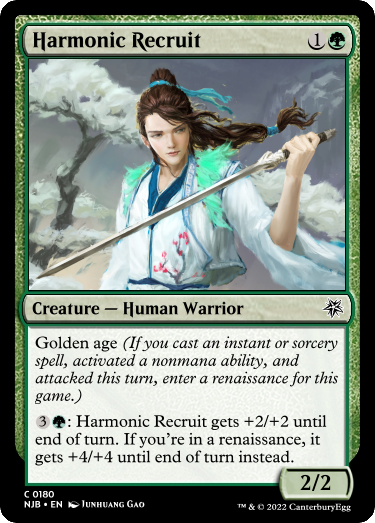 Harmonic Recruit 1
Creature — Human Warrior
Golden age (If you cast an instant or sorcery
spell, activated a nonmana ability, and
attacked this turn, enter a renaissance for this
game.)
3: Harmonic Recruit gets +2/+2 until
end of turn. If you're in a renaissance, it
gets +4/+4 until end of turn instead.
2/2
C 0180
NJB • EN Junhuang Gao
™ & © 2022 CanterburyEgg